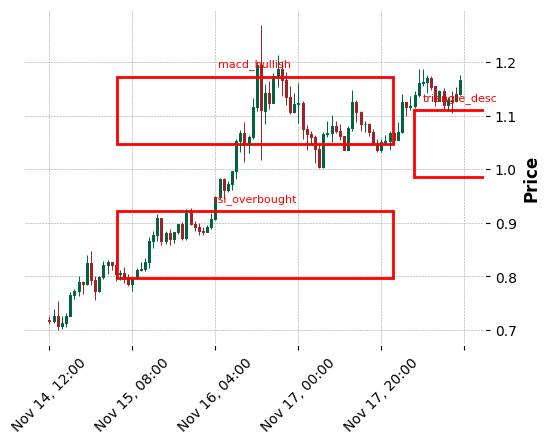 macd_bullish
1.2
triangle_desc
1.1
1.0
Price
rsi_overbought
0.9
0.8
0.7
Nov 14, 12:00
Nov 15, 08:00
Nov 16, 04:00
Nov 17, 00:00
Nov 17, 20:00